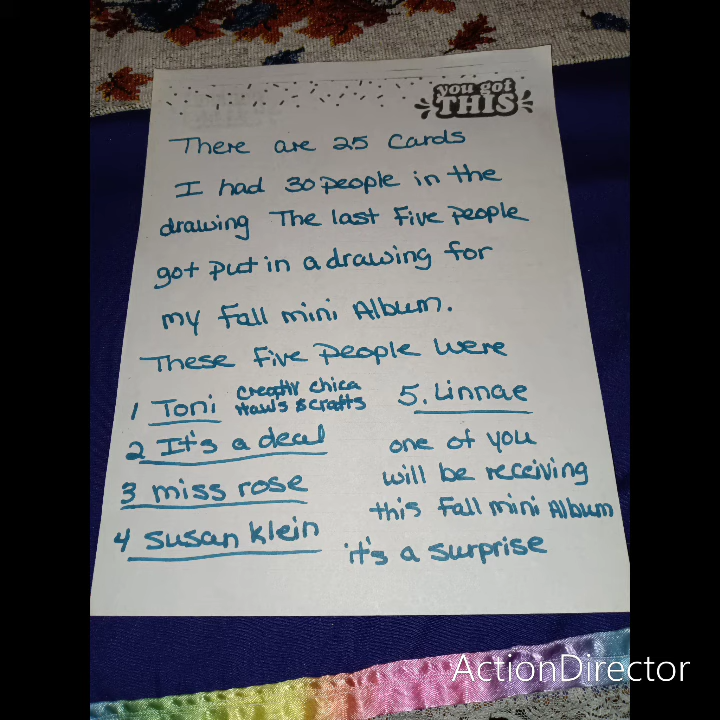 you got
THIS
There are 25 Cards
I had 30 people in the
drawing The last Five People
got put in a drawing for
my Fall mini Album.
These Five People were
1 Toni creativ chica
Hawls & crafts
2 It's a deal
3 miss rose
4 Susan Klein
5. Linnae
one of you
will be receiving
this Fall mini Album
it's a surprise
ActionDirector